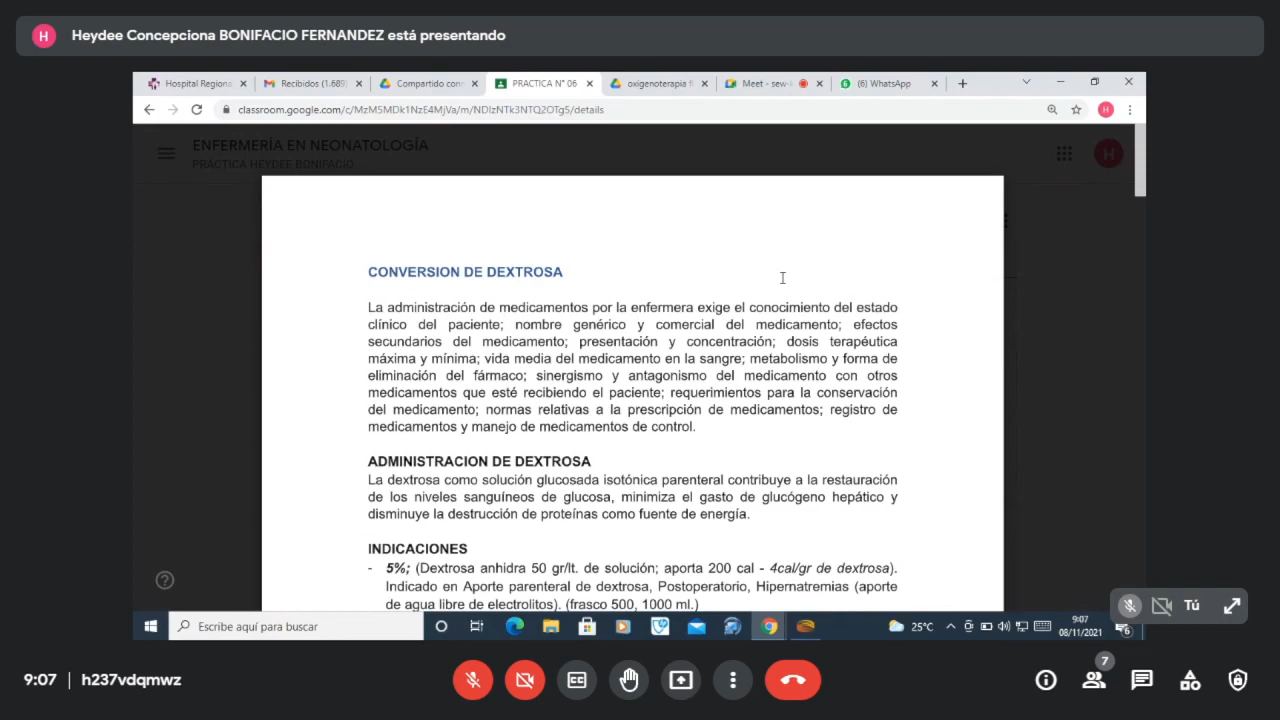 H Heydee Concepciona BONIFACIO FERNANDEZ está presentando
Hospital Regiona
Recibidos (1.689)
Compartido con
PRACTICA N° 06
oxigenoterapia f
Meet - sew-
(6) WhatsApp
classroom.google.com/c/MzM5MDk1NzE4MjVa/m/NDIzNTk3NTQ2OTg5/details
H
ENFERMERÍA EN NEONATOLOGÍA
PRÁCTICA HEYDEE BONIFACIO
H
CONVERSION DE DEXTROSA
La administración de medicamentos por la enfermera exige el conocimiento del estado
clínico del paciente; nombre genérico y comercial del medicamento; efectos
secundarios del medicamento; presentación y concentración; dosis terapéutica
máxima y mínima; vida media del medicamento en la sangre; metabolismo y forma de
eliminación del fármaco; sinergismo y antagonismo del medicamento con otros
medicamentos que esté recibiendo el paciente; requerimientos para la conservación
del medicamento; normas relativas a la prescripción de medicamentos; registro de
medicamentos y manejo de medicamentos de control.
ADMINISTRACION DE DEXTROSA
La dextrosa como solución glucosada isotónica parenteral contribuye a la restauración
de los niveles sanguíneos de glucosa, minimiza el gasto de glucógeno hepático y
disminuye la destrucción de proteínas como fuente de energía.
INDICACIONES
- 5%; (Dextrosa anhidra 50 gr/lt. de solución; aporta 200 cal - 4cal/gr de dextrosa).
Indicado en Aporte parenteral de dextrosa, Postoperatorio, Hipernatremias (aporte
de agua libre de electrolitos). (frasco 500, 1000 ml.)
Tú
Escribe aquí para buscar
25°C
9:07
08/11/2021
6
9:07 | h237vdqmwz
CC
7